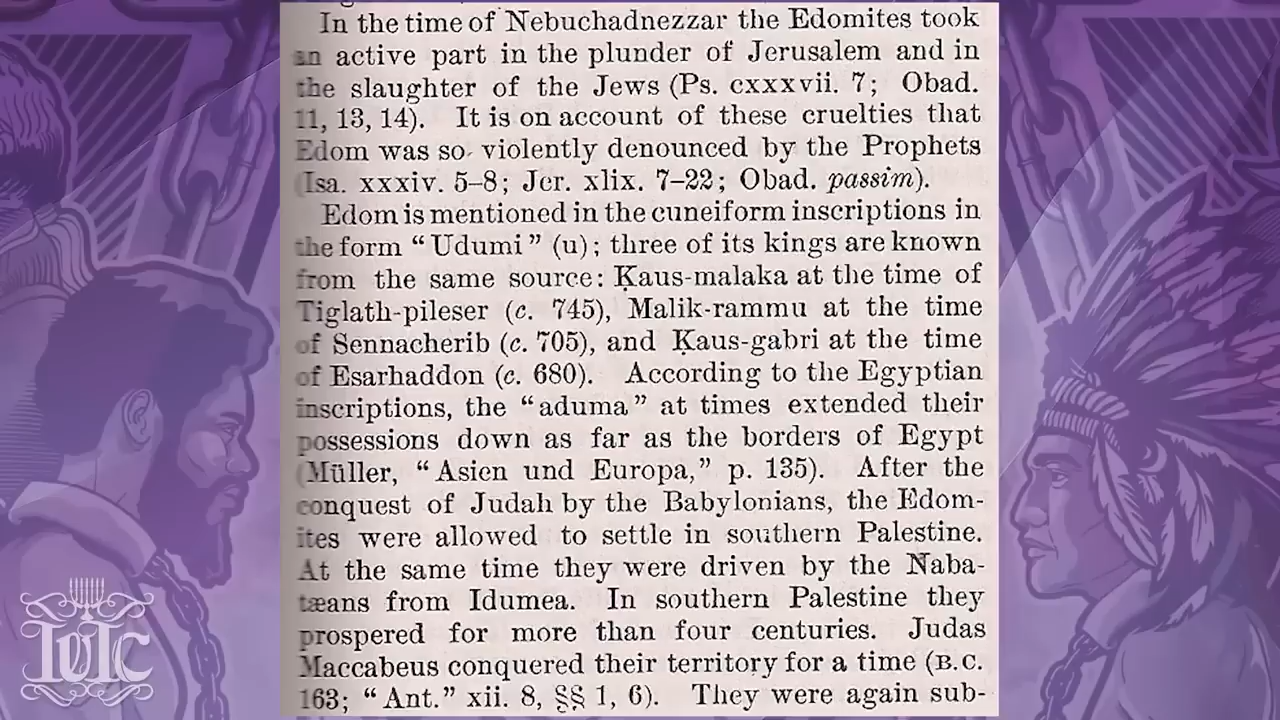 In the time of Nebuchadnezzar the Edomites took
an active part in the plunder of Jerusalem and in
the slaughter of the Jews (Ps. cxxxvii. 7; Obad.
11, 13, 14). It is on account of these cruelties that
Edom was so violently denounced by the Prophets
(Isa. xxxiv. 5–8; Jer. xlix. 7–22; Obad. passim).
Edom is mentioned in the cuneiform inscriptions in
the form “Udumi” (u); three of its kings are known
from the same source: Ḳaus-malaka at the time of
Tiglath-pileser (c. 745), Malik-rammu at the time
of Sennacherib (c. 705), and Ḳaus-gabri at the time
of Esarhaddon (c. 680). According to the Egyptian
inscriptions, the “aduma” at times extended their
possessions down as far as the borders of Egypt
(Müller, “Asien und Europa,” p. 135). After the
conquest of Judah by the Babylonians, the Edom-
ites were allowed to settle in southern Palestine.
At the same time they were driven by the Naba-
tæans from Idumea. In southern Palestine they
prospered for more than four centuries. Judas
Maccabeus conquered their territory for a time (B.C.
163; “Ant.” xii. 8, §§ 1, 6). They were again sub-
IUIC